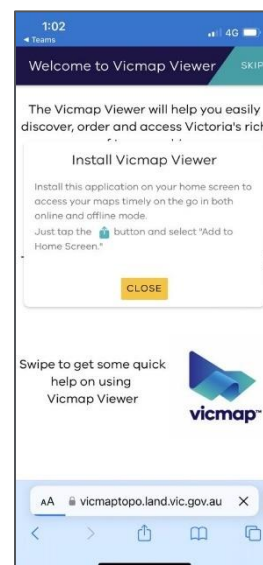 1:02
4G
Teams
Welcome to Vicmap Viewer
SKIP
The Vicmap Viewer will help you easily
discover, order and access Victoria's rich
Install Vicmap Viewer
Install this application on your home screen to
access your maps timely on the go in both
online and offline mode.
Just tap the button and select "Add to
Home Screen."
CLOSE
Swipe to get some quick
help on using
Vicmap Viewer
vicmap™
AA vicmaptopo.land.vic.gov.au